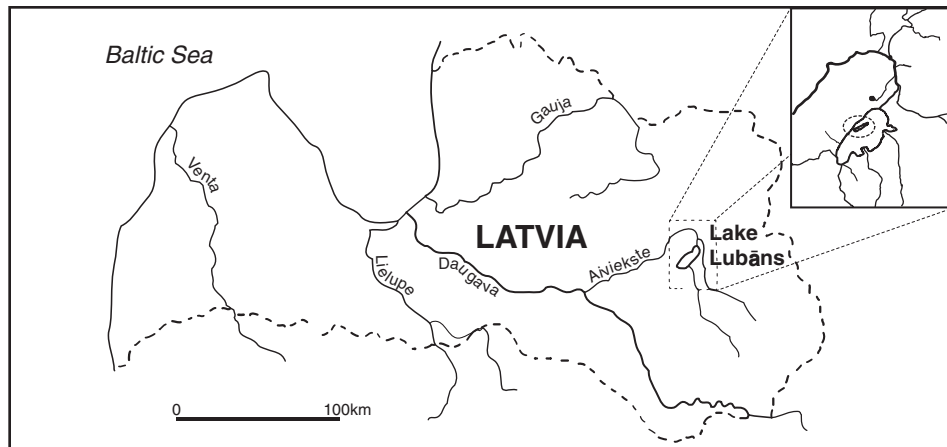 Baltic Sea
Gauja
Venta
LATVIA
Lake
Lubāns
Aiviekste
Daugava
Lielupe
0
100km